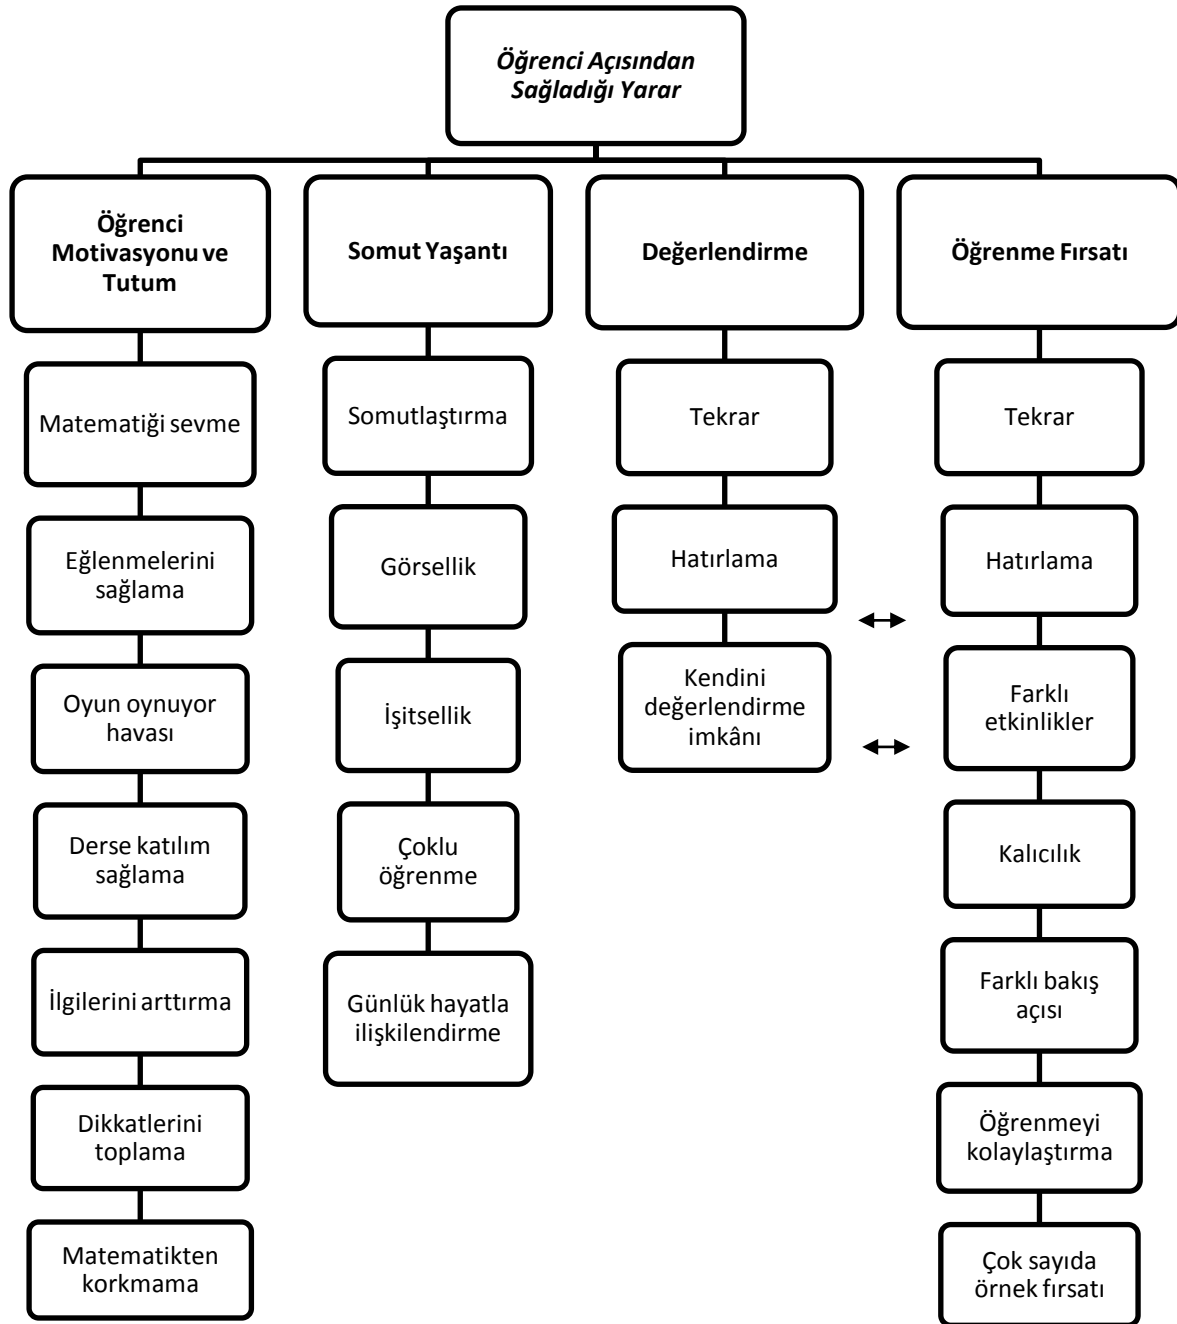 Öğrenci Açısından
Sağladığı Yarar
Öğrenci
Motivasyonu ve
Tutum
Matematiği sevme
Eğlenmelerini
sağlama
Oyun oynuyor
havası
Derse katılım
sağlama
İlgilerini arttırma
Dikkatlerini
toplama
Matematikten
korkmama
Somut Yaşantı
Somutlaştırma
Görsellik
İşitsellik
Çoklu
öğrenme
Günlük hayatla
ilişkilendirme
Değerlendirme
Tekrar
Hatırlama
Kendini
değerlendirme
imkânı
Öğrenme Fırsatı
Tekrar
Hatırlama
Farklı
etkinlikler
Kalıcılık
Farklı bakış
açısı
Öğrenmeyi
kolaylaştırma
Çok sayıda
örnek fırsatı